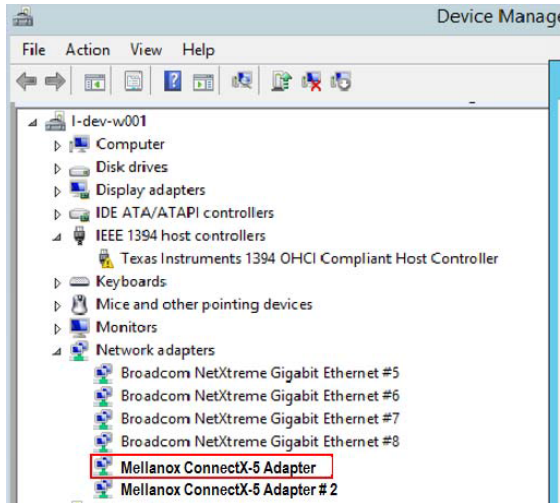 Device Manage
File Action View Help
l-dev-w001
Computer
Disk drives
Display adapters
IDE ATA/ATAPI controllers
IEEE 1394 host controllers
Texas Instruments 1394 OHCI Compliant Host Controller
Keyboards
Mice and other pointing devices
Monitors
Network adapters
Broadcom NetXtreme Gigabit Ethernet #5
Broadcom NetXtreme Gigabit Ethernet #6
Broadcom NetXtreme Gigabit Ethernet #7
Broadcom NetXtreme Gigabit Ethernet #8
Mellanox ConnectX-5 Adapter
Mellanox ConnectX-5 Adapter # 2